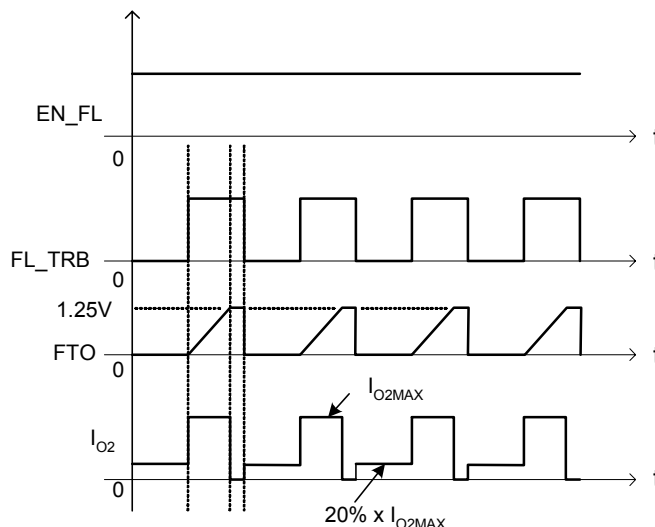 EN_FL
0
t
FL_TRB
0
t
1.25V
FTO
0
t
I_O2MAX
I_O2
0
t
20% x I_O2MAX